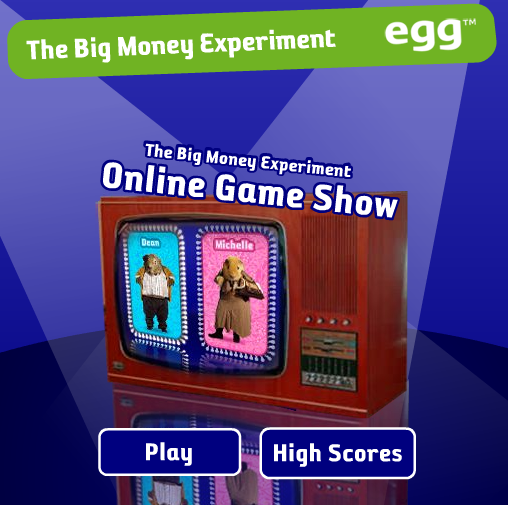 The Big Money Experiment
egg™
The Big Money Experiment
Online Game Show
Dean
Michelle
Play
High Scores